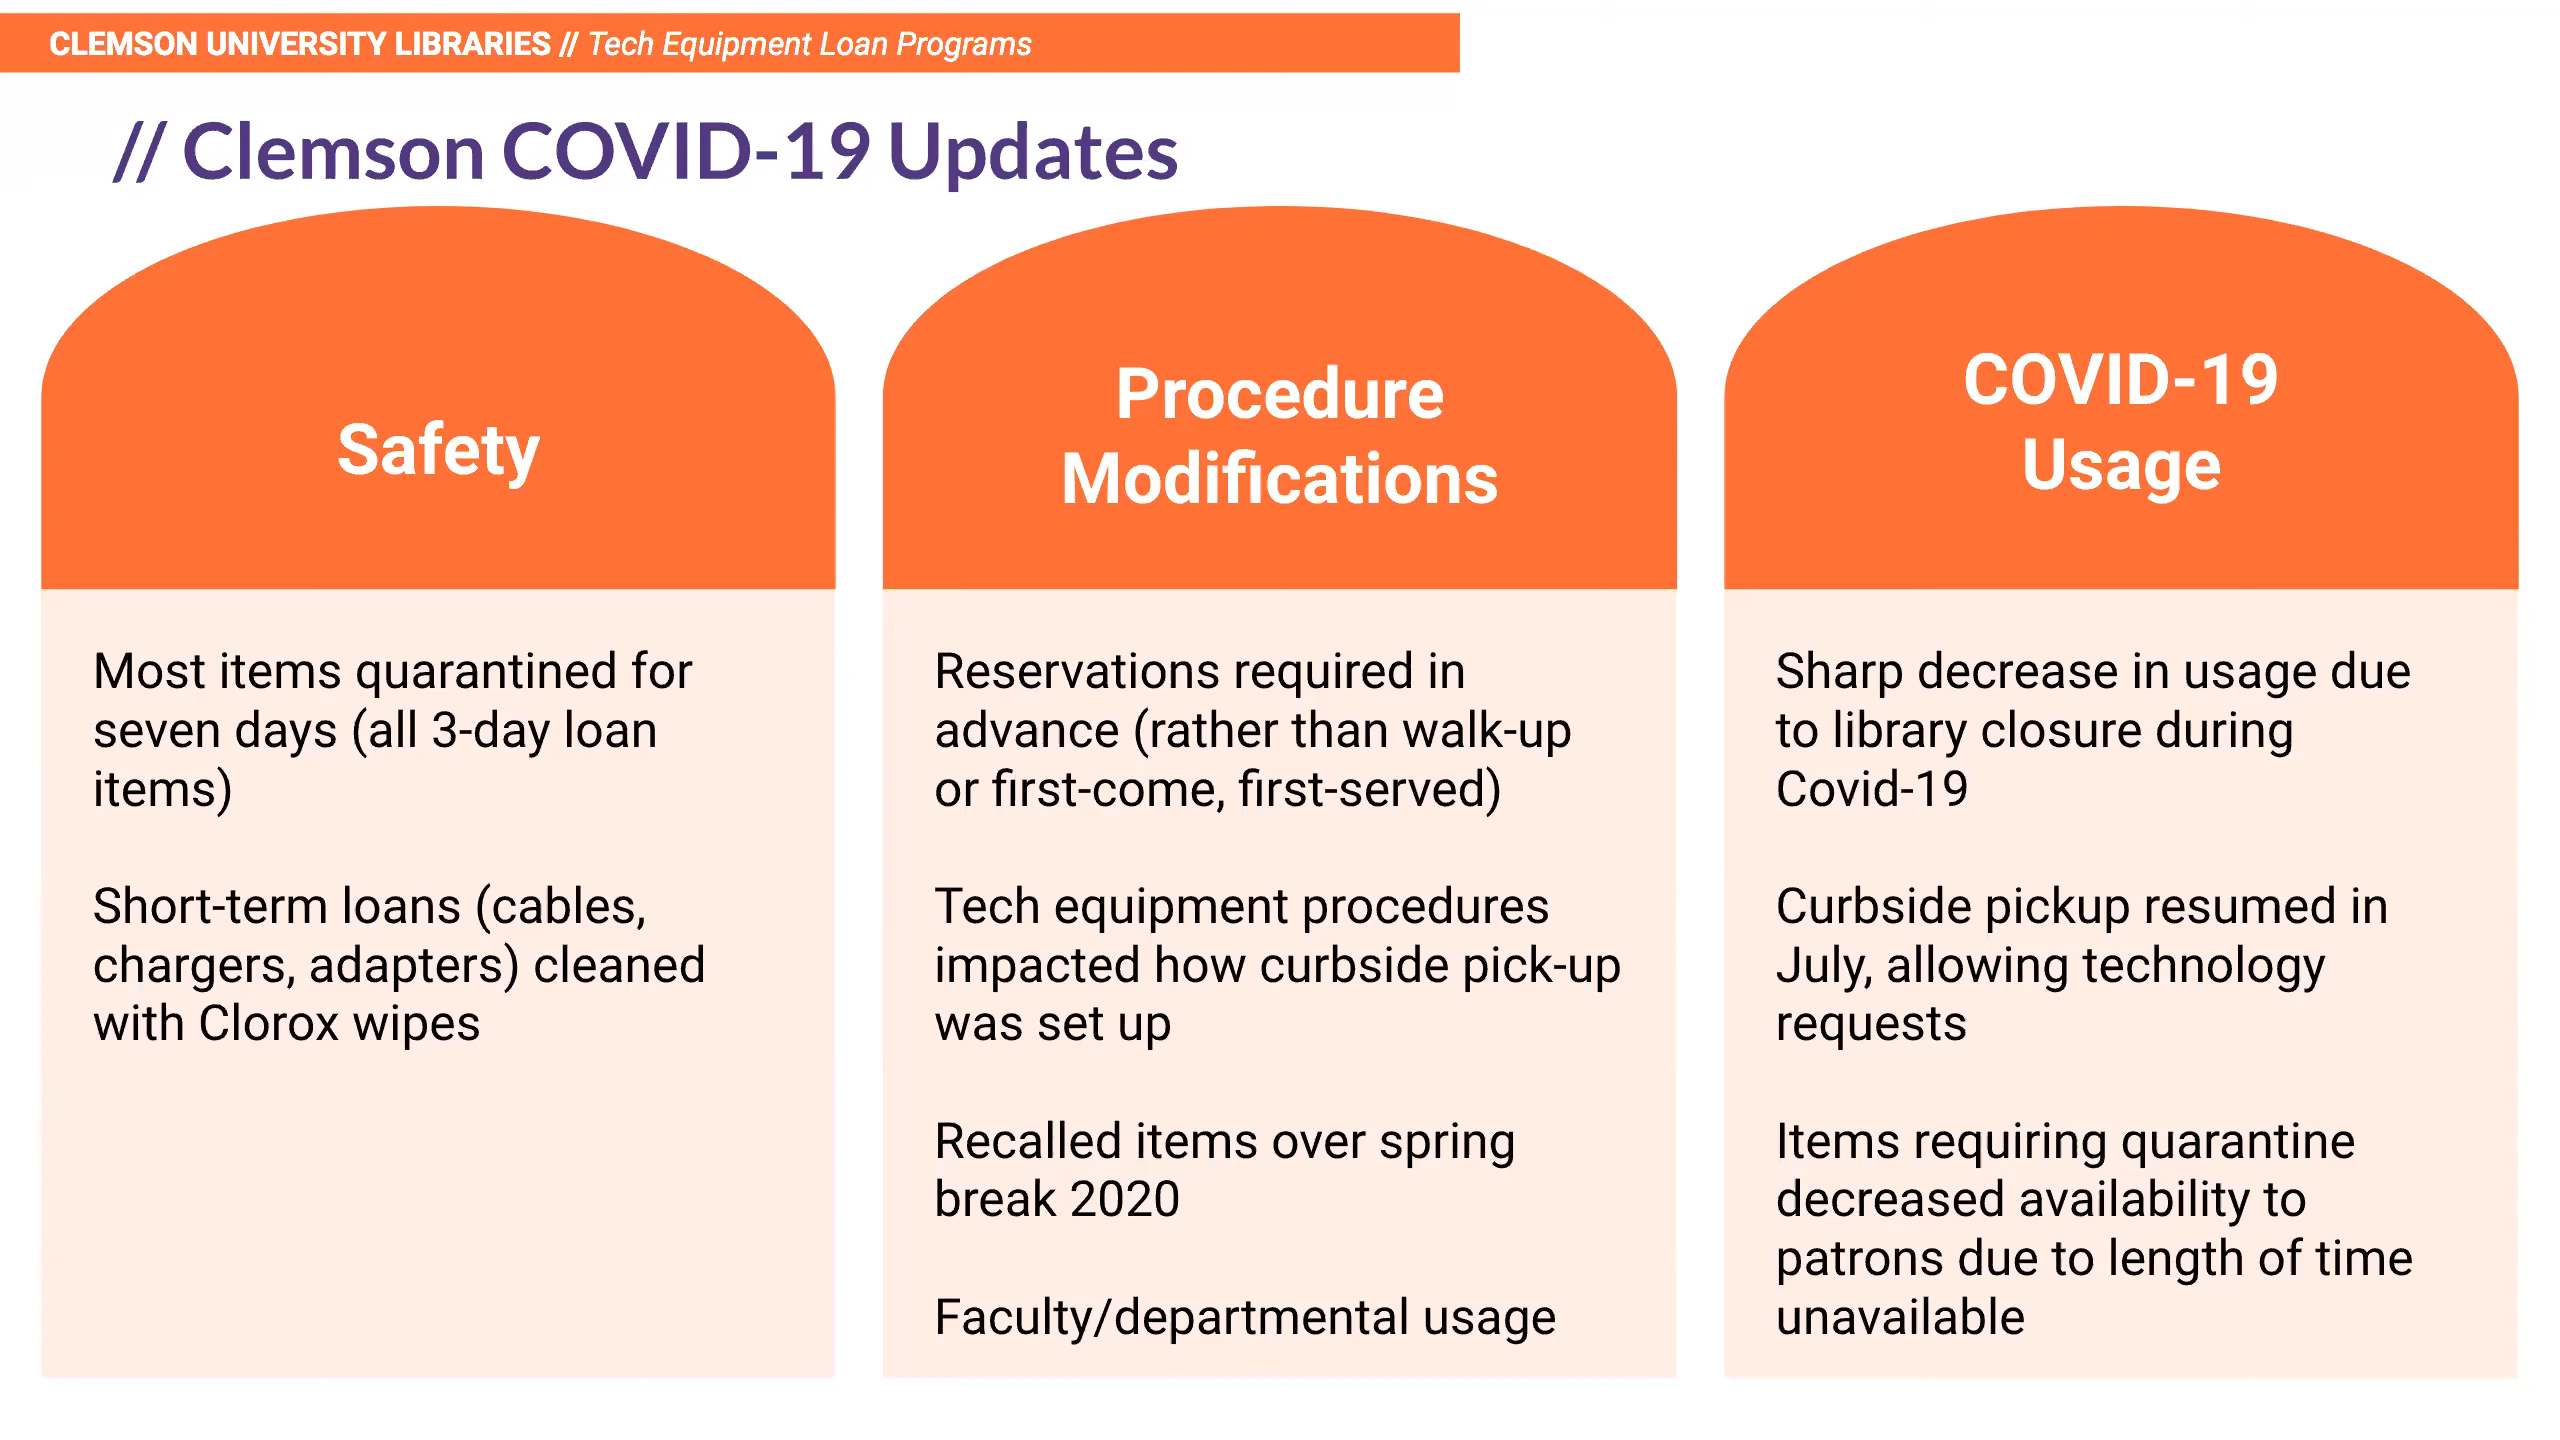 CLEMSON UNIVERSITY LIBRARIES // Tech Equipment Loan Programs
// Clemson COVID-19 Updates
Safety
Most items quarantined for
seven days (all 3-day loan
items)
Short-term loans (cables,
chargers, adapters) cleaned
with Clorox wipes
Procedure
Modifications
Reservations required in
advance (rather than walk-up
or first-come, first-served)
Tech equipment procedures
impacted how curbside pick-up
was set up
Recalled items over spring
break 2020
Faculty/departmental usage
COVID-19
Usage
Sharp decrease in usage due
to library closure during
Covid-19
Curbside pickup resumed in
July, allowing technology
requests
Items requiring quarantine
decreased availability to
patrons due to length of time
unavailable